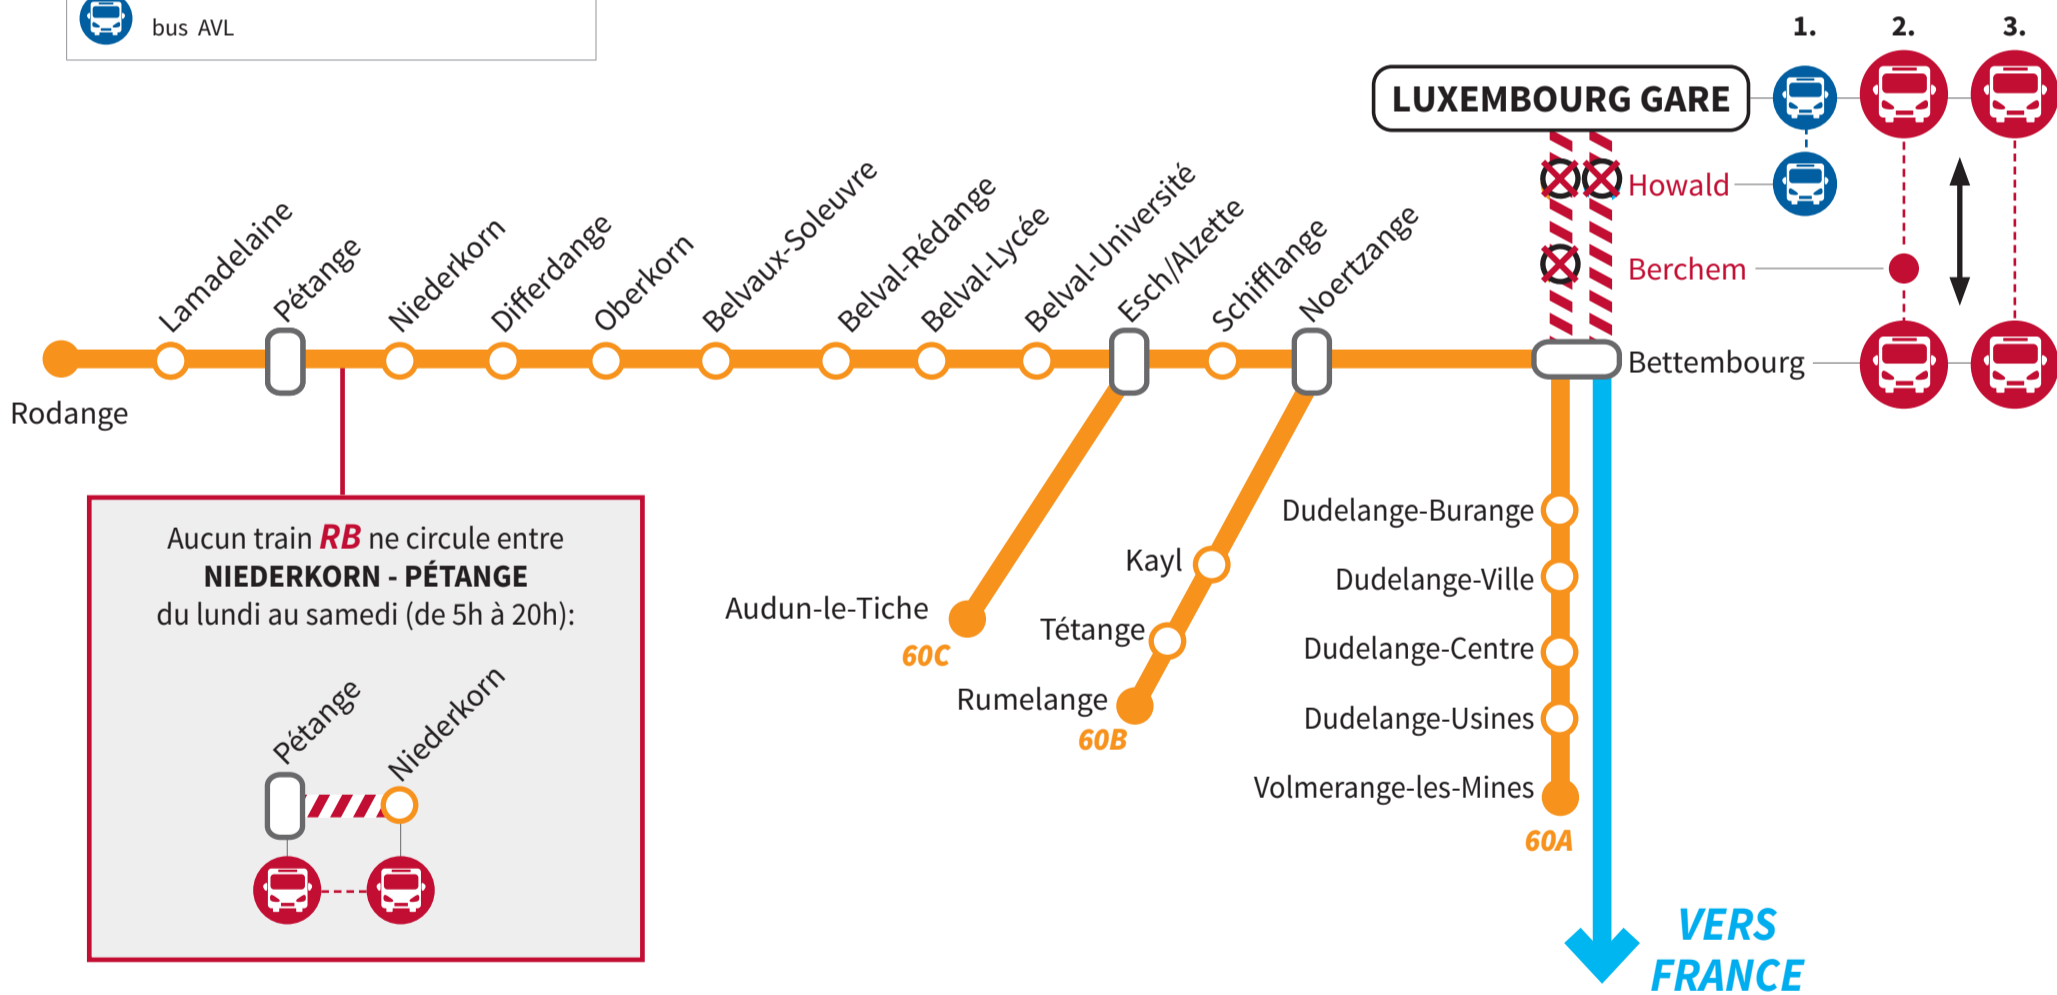 bus AVL
1.
2.
3.
LUXEMBOURG GARE
Howald
Berchem
Bettembourg
Rodange
Lamadelaine
Pétange
Niederkorn
Differdange
Oberkorn
Belvaux-Soleuvre
Belval-Rédange
Belval-Lycée
Belval-Université
Esch/Alzette
Schifflange
Noertzange
Aucun train RB ne circule entre
NIEDERKORN - PÉTANGE
du lundi au samedi (de 5h à 20h):
Pétange
Niederkorn
Audun-le-Tiche
60C
Kayl
Tétange
Rumelange
60B
Dudelange-Burange
Dudelange-Ville
Dudelange-Centre
Dudelange-Usines
Volmerange-les-Mines
60A
VERS
FRANCE